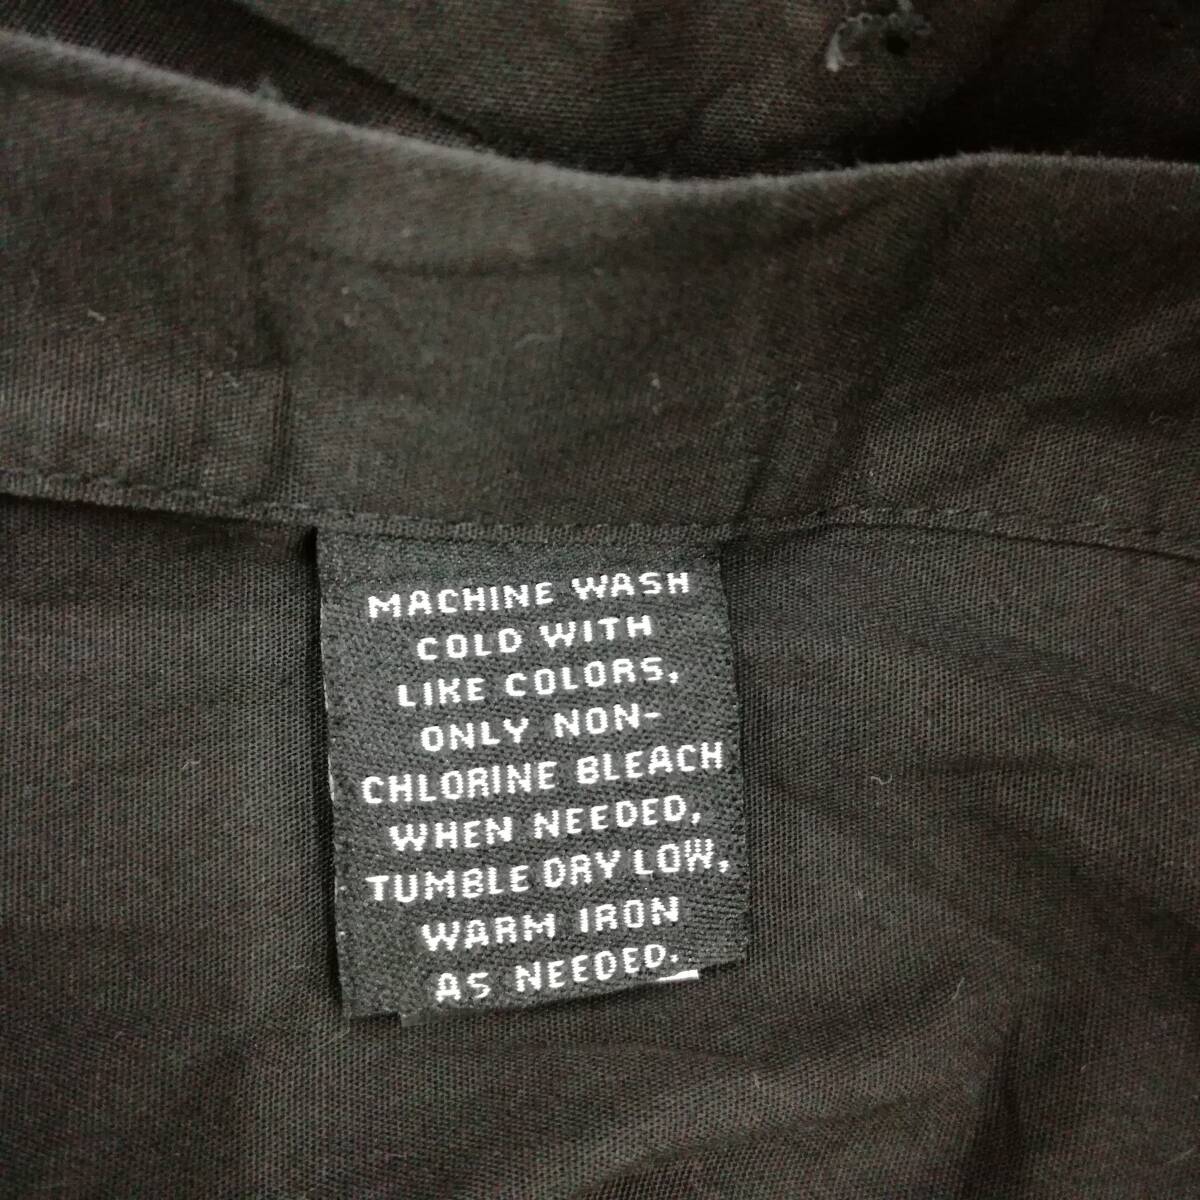 MACHINE WASH
COLD WITH
LIKE COLORS,
ONLY NON-
CHLORINE BLEACH
WHEN NEEDED,
TUMBLE DRY LOW,
WARM IRON
AS NEEDED.